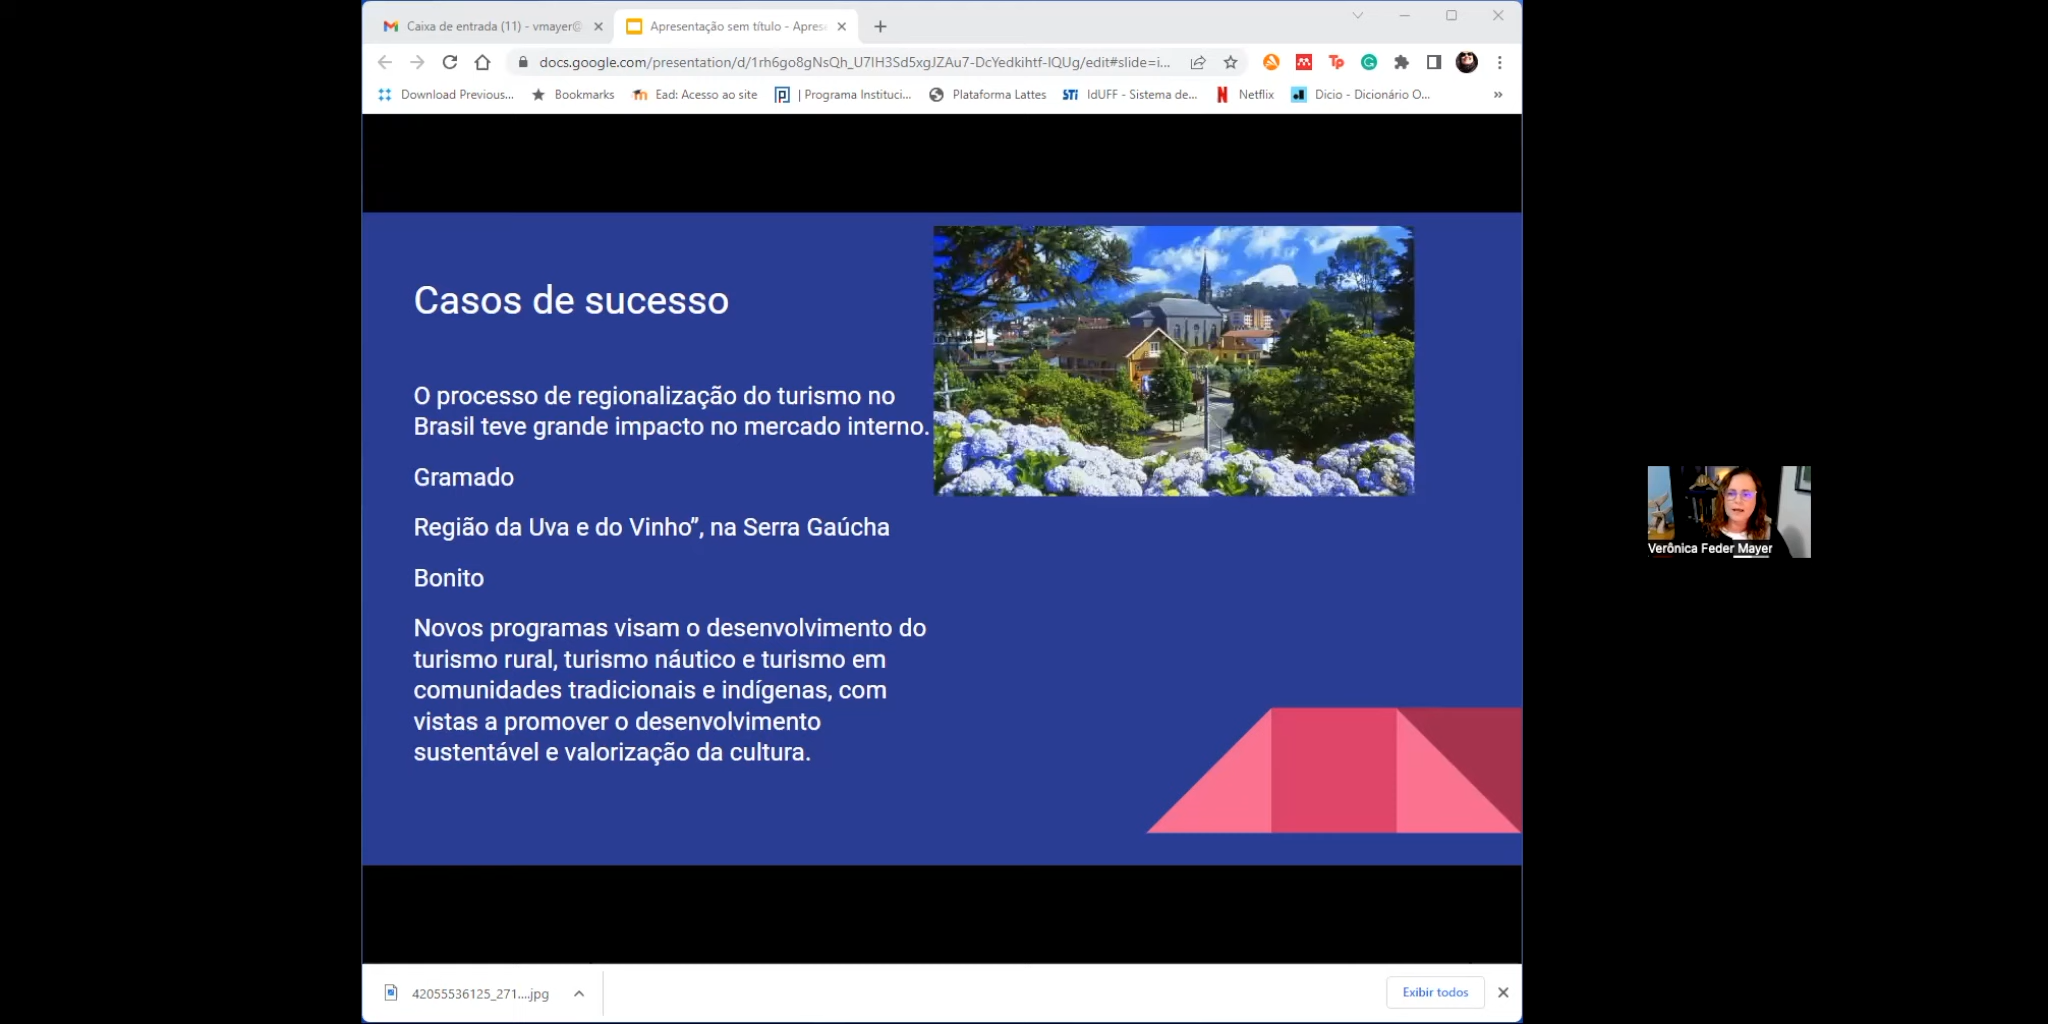 Caixa de entrada (11) - vmayer@
Apresentação sem título - Apres
docs.google.com/presentation/d/1rh6go8gNsQh_U7IH3Sd5xgJZAu7-DcYedkihtf-IQUg/edit#slide=i...
Download Previous...
Bookmarks
Ead: Acesso ao site
| Programa Instituci...
Plataforma Lattes
STi
IdUFF - Sistema de...
Netflix
Dicio - Dicionário O...
Casos de sucesso
O processo de regionalização do turismo no
Brasil teve grande impacto no mercado interno.
Gramado
Região da Uva e do Vinho”, na Serra Gaúcha
Bonito
Novos programas visam o desenvolvimento do
turismo rural, turismo náutico e turismo em
comunidades tradicionais e indígenas, com
vistas a promover o desenvolvimento
sustentável e valorização da cultura.
Verônica Feder Mayer
42055536125_271....jpg
Exibir todos